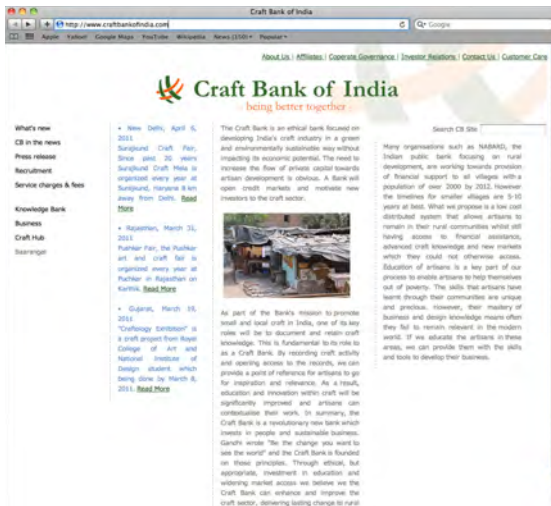 Craft Bank of India
http://www.craftbankofindia.com
Google
Apple Yahoo! Google Maps YouTube Wikipedia News (150) Popular
About Us | Affiliates | Coperate Governance | Investor Relations | Contact Us | Customer Care
Craft Bank of India
- being better together -
What's new
CB in the news
Press release
Recruitment
Service charges & fees
Knowledge Bank
Business
Craft Hub
Baarangar
• New Delhi, April 6,
2011
Surajkund Craft Fair,
Since past 20 years
Surajkund Craft Mela is
organized every year at
Surajkund, Haryana 8 km
away from Delhi. Read
More
• Rajasthan, March 31,
2011
Pushkar Fair, the Pushkar
art and craft fair is
organized every year at
Pushkar in Rajasthan on
Karthik. Read More
• Gujarat, March 19,
2011
"Craftology Exhibition" is
a craft project from Royal
College of Art and
National Institute of
Design student which
being done by March 8,
2011. Read More
The Craft Bank is an ethical bank focused on
developing India's craft industry in a green
and environmentally sustainable way without
impacting its economic potential. The need to
increase the flow of private capital towards
artisan development is obvious. A Bank will
open credit markets and motivate new
investors to the craft sector.
As part of the Bank's mission to promote
small and local craft in India, one of its key
roles will be to document and retain craft
knowledge. This is fundamental to its role to
as a Craft Bank. By recording craft activity
and opening access to the records, we can
provide a point of reference for artisans to go
for inspiration and relevance. As a result,
education and innovation within craft will be
significantly improved and artisans can
contextualise their work. In summary, the
Craft Bank is a revolutionary new bank which
invests in people and sustainable business.
Gandhi wrote "Be the change you want to
see the world" and the Craft Bank is founded
on these principles. Through ethical, but
appropriate, investment in education and
widening market access we believe we the
Craft Bank can enhance and improve the
craft sector, delivering lasting change to rural
Search CB Site
Many organisations such as NABARD, the
Indian public bank focusing on rural
development, are working towards provision
of financial support to all villages with a
population of over 2000 by 2012. However
the timelines for smaller villages are 5-10
years at best. What we propose is a low cost
distributed system that allows artisans to
remain in their rural communities whilst still
having access to financial assistance,
advanced craft knowledge and new markets
which they could not otherwise access.
Education of artisans is a key part of our
process to enable artisans to help themselves
out of poverty. The skills that artisans have
learnt through their communities are unique
and precious. However, their mastery of
business and design knowledge means often
they fail to remain relevant in the modern
world. If we educate the artisans in these
areas, we can provide them with the skills
and tools to develop their business.